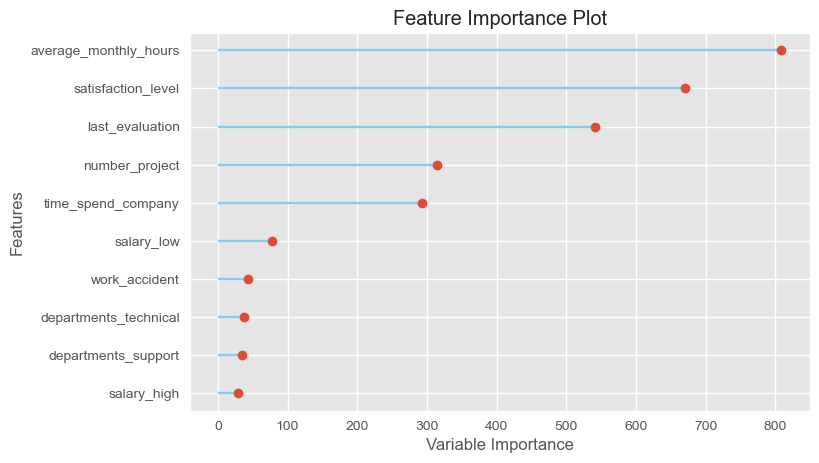 Feature Importance Plot
average_monthly_hours
satisfaction_level
last_evaluation
number_project
time_spend_company
salary_low
work_accident
departments_technical
departments_support
salary_high
Features
0 100 200 300 400 500 600 700 800
Variable Importance